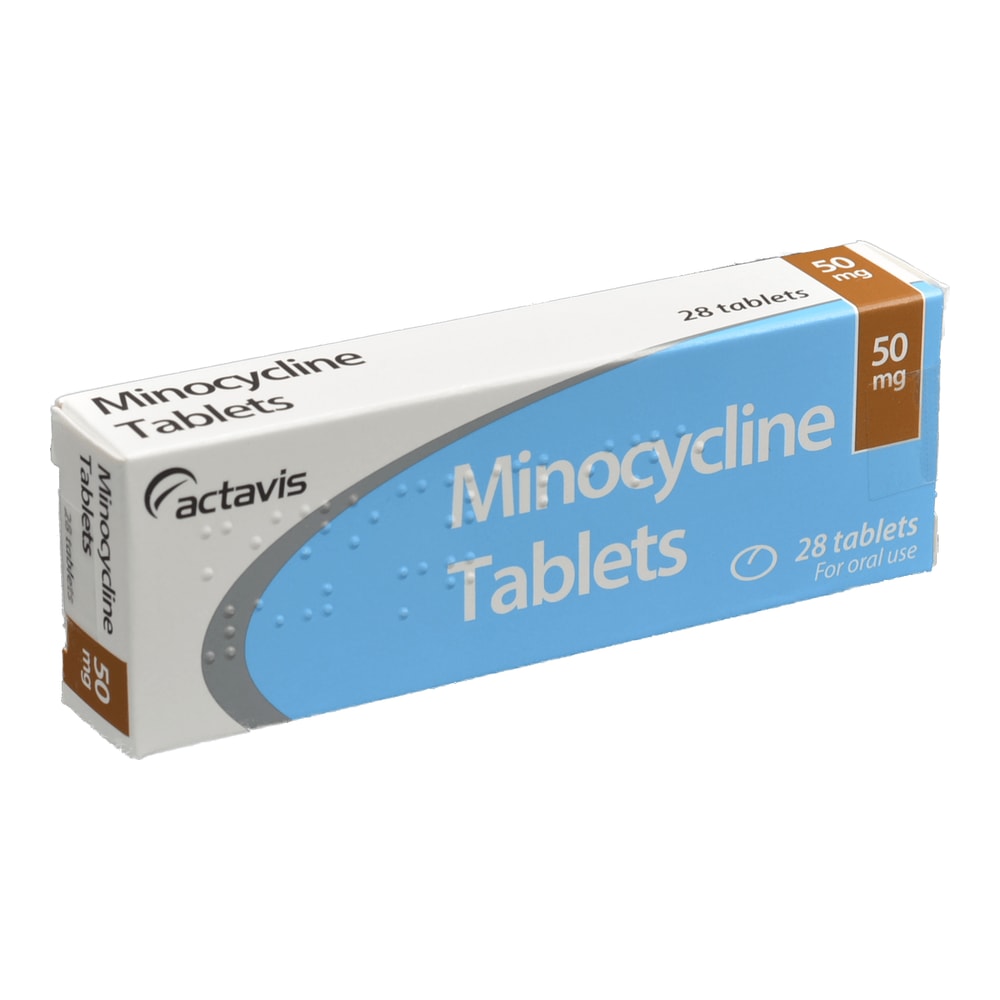 Minocycline
Tablets
28 tablets
50
mg
actavis
Minocycline
Tablets
50
mg
28 tablets
For oral use
Minocycline
Tablets
28 tablets
50
mg